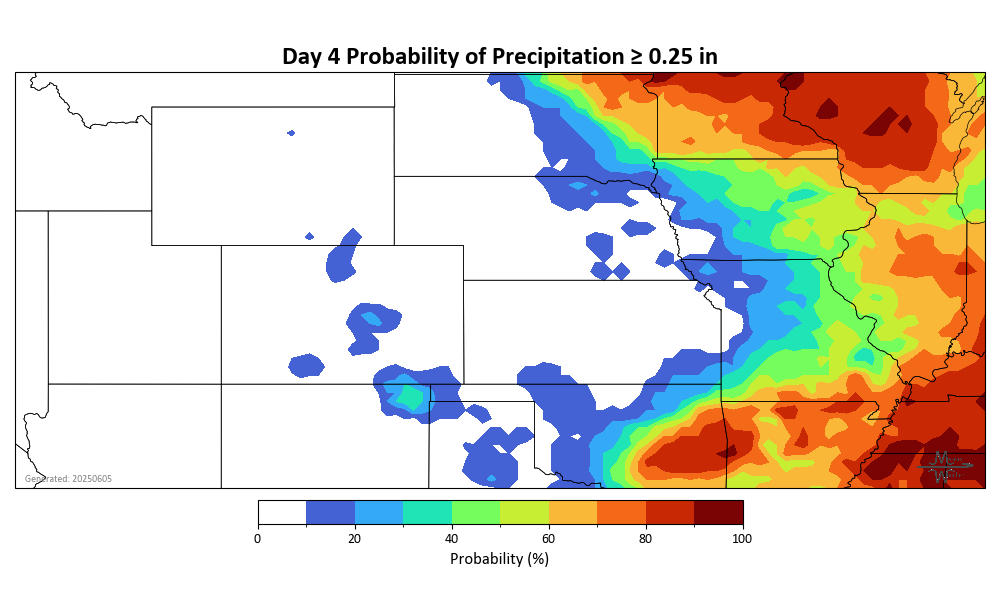 Day 4 Probability of Precipitation ≥ 0.25 in
Generated: 20250605
0 20 40 60 80 100
Probability (%)